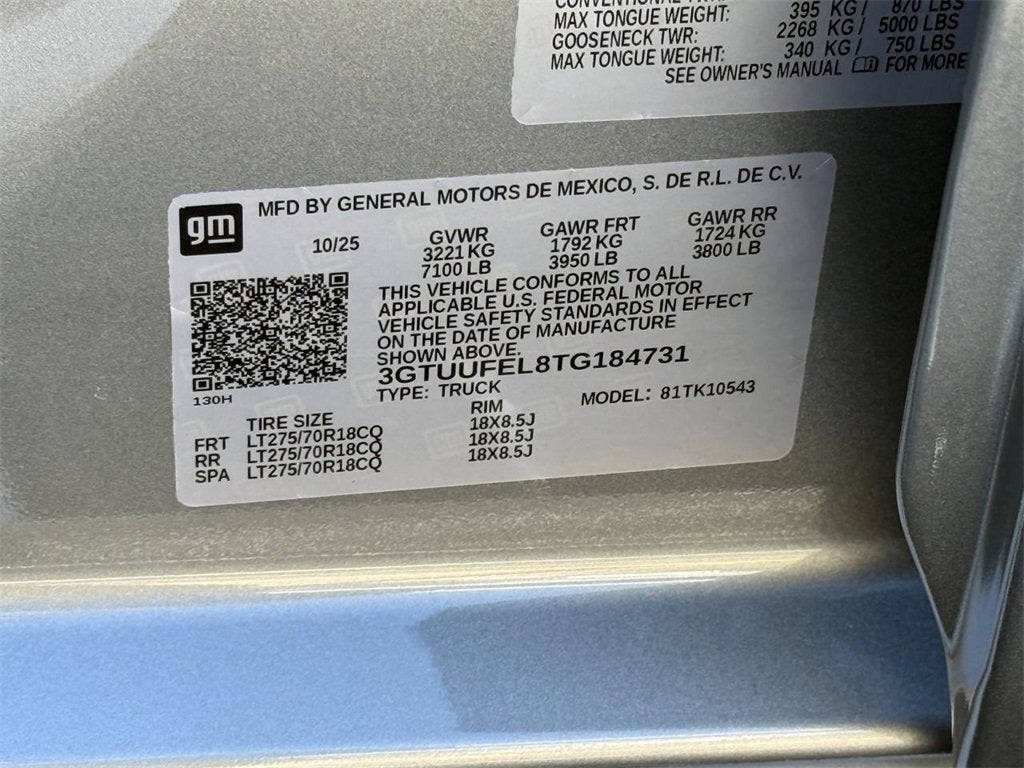 CONVENTIONAL TWR:
MAX TONGUE WEIGHT: 395 KG / 870 LBS
GOOSENECK TWR: 2268 KG / 5000 LBS
MAX TONGUE WEIGHT: 340 KG / 750 LBS
SEE OWNER'S MANUAL FOR MORE
gm
MFD BY GENERAL MOTORS DE MEXICO, S. DE R.L. DE C.V.
10/25 GVWR GAWR FRT GAWR RR
3221 KG 1792 KG 1724 KG
7100 LB 3950 LB 3800 LB
THIS VEHICLE CONFORMS TO ALL
APPLICABLE U.S. FEDERAL MOTOR
VEHICLE SAFETY STANDARDS IN EFFECT
ON THE DATE OF MANUFACTURE
SHOWN ABOVE.
3GTUUFEL8TG184731
TYPE: TRUCK MODEL: 81TK10543
130H
TIRE SIZE RIM
FRT LT275/70R18CQ 18X8.5J
RR LT275/70R18CQ 18X8.5J
SPA LT275/70R18CQ 18X8.5J